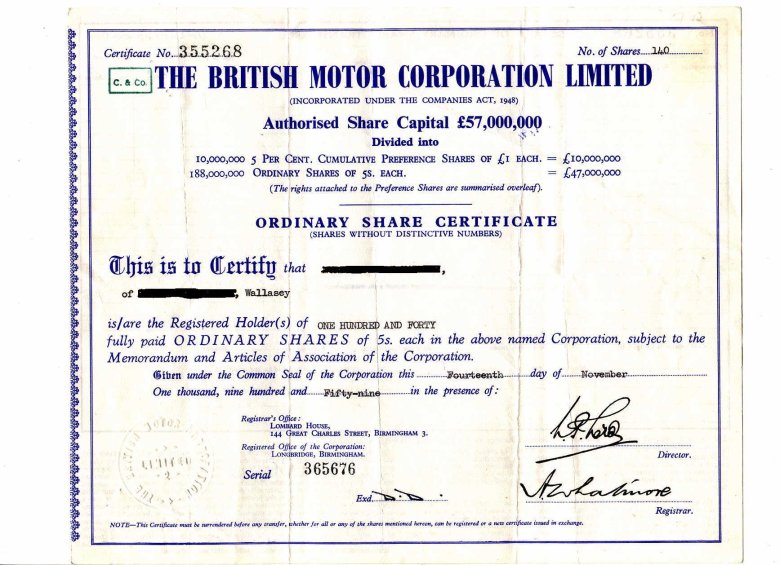 Certificate No. 355268
No. of Shares 140
C. & Co.
THE BRITISH MOTOR CORPORATION LIMITED
(INCORPORATED UNDER THE COMPANIES ACT, 1948)
Authorised Share Capital £57,000,000
Divided into
10,000,000 5 PER CENT. CUMULATIVE PREFERENCE SHARES OF £1 EACH. = £10,000,000
188,000,000 ORDINARY SHARES OF 5S. EACH. = £47,000,000
(The rights attached to the Preference Shares are summarised overleaf).
ORDINARY SHARE CERTIFICATE
(SHARES WITHOUT DISTINCTIVE NUMBERS)
This is to Certify that ,
of , Wallasey
is/are the Registered Holder(s) of ONE HUNDRED AND FORTY
fully paid ORDINARY SHARES of 5s. each in the above named Corporation, subject to the
Memorandum and Articles of Association of the Corporation.
Given under the Common Seal of the Corporation this Fourteenth day of November
One thousand, nine hundred and Fifty-nine in the presence of :
Registrar's Office :
LOMBARD HOUSE,
144 GREAT CHARLES STREET, BIRMINGHAM 3.
Registered Office of the Corporation:
LONGBRIDGE, BIRMINGHAM.
Director.
Serial 365676
A Whatmore
Exd.
Registrar.
THE BRITISH MOTOR CORPORATION LIMITED
NOTE—This Certificate must be surrendered before any transfer, whether for all or any of the shares mentioned herein, can be registered or a new certificate issued in exchange.